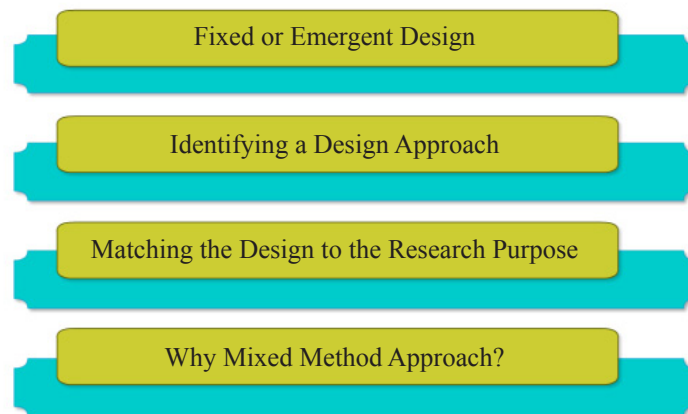 Fixed or Emergent Design
Identifying a Design Approach
Matching the Design to the Research Purpose
Why Mixed Method Approach?